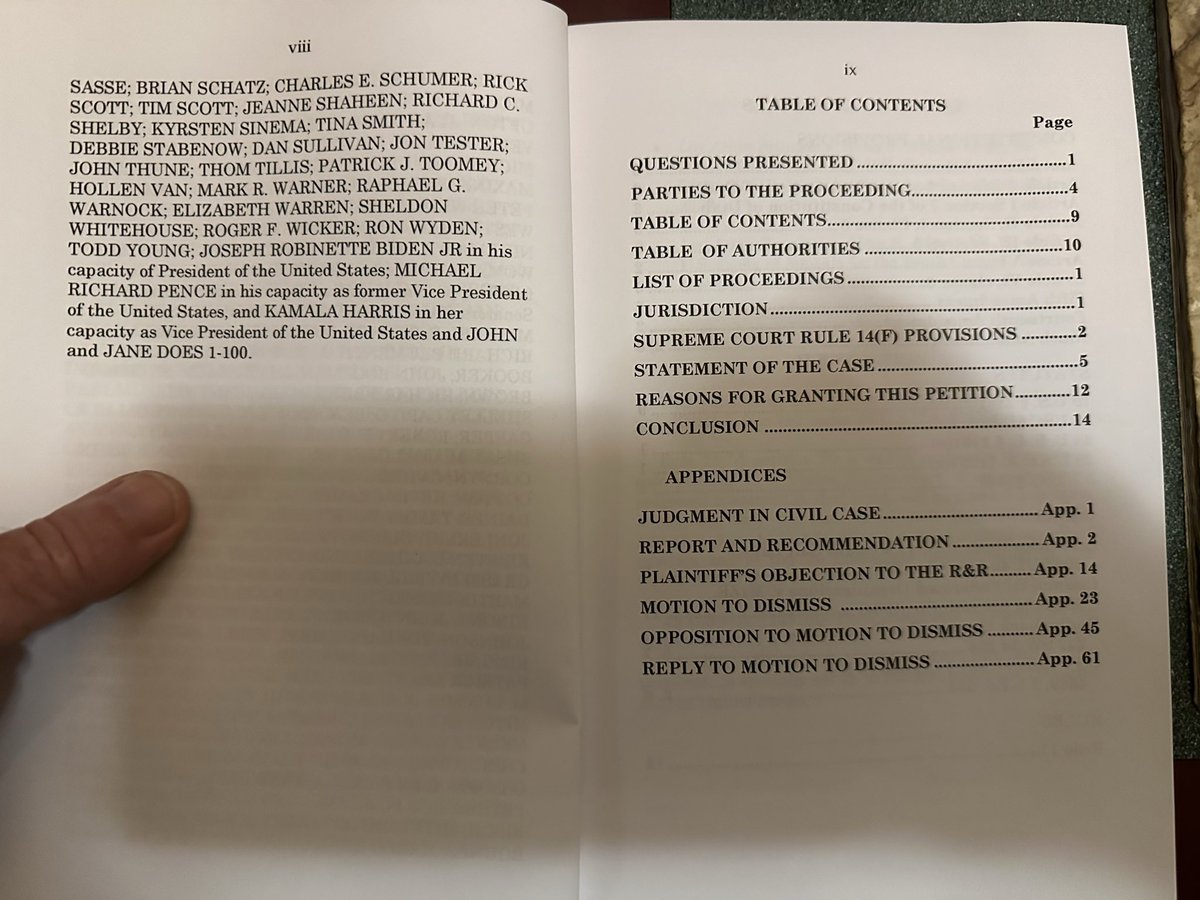 viii
SASSE; BRIAN SCHATZ; CHARLES E. SCHUMER; RICK
SCOTT; TIM SCOTT; JEANNE SHAHEEN; RICHARD C.
SHELBY; KYRSTEN SINEMA; TINA SMITH;
DEBBIE STABENOW; DAN SULLIVAN; JON TESTER;
JOHN THUNE; THOM TILLIS; PATRICK J. TOOMEY;
HOLLEN VAN; MARK R. WARNER; RAPHAEL G.
WARNOCK; ELIZABETH WARREN; SHELDON
WHITEHOUSE; ROGER F. WICKER; RON WYDEN;
TODD YOUNG; JOSEPH ROBINETTE BIDEN JR in his
capacity of President of the United States; MICHAEL
RICHARD PENCE in his capacity as former Vice President
of the United States, and KAMALA HARRIS in her
capacity as Vice President of the United States and JOHN
and JANE DOES 1-100.
ix
TABLE OF CONTENTS
Page
QUESTIONS PRESENTED ..........1
PARTIES TO THE PROCEEDING..........4
TABLE OF CONTENTS..........9
TABLE OF AUTHORITIES ..........10
LIST OF PROCEEDINGS..........1
JURISDICTION..........1
SUPREME COURT RULE 14(F) PROVISIONS ..........2
STATEMENT OF THE CASE..........5
REASONS FOR GRANTING THIS PETITION..........12
CONCLUSION ..........14
APPENDICES
JUDGMENT IN CIVIL CASE.......... App. 1
REPORT AND RECOMMENDATION .......... App. 2
PLAINTIFF'S OBJECTION TO THE R&R......... App. 14
MOTION TO DISMISS .......... App. 23
OPPOSITION TO MOTION TO DISMISS .......... App. 45
REPLY TO MOTION TO DISMISS .......... App. 61